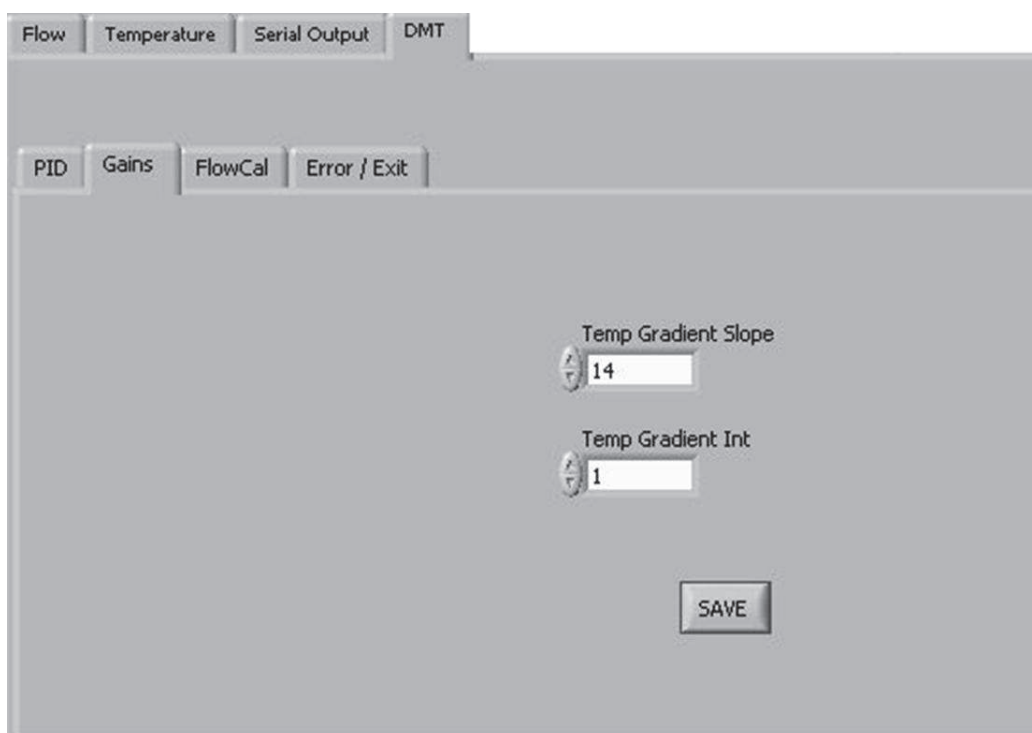 Flow Temperature Serial Output DMT
PID Gains FlowCal Error / Exit
Temp Gradient Slope
14
Temp Gradient Int
1
SAVE